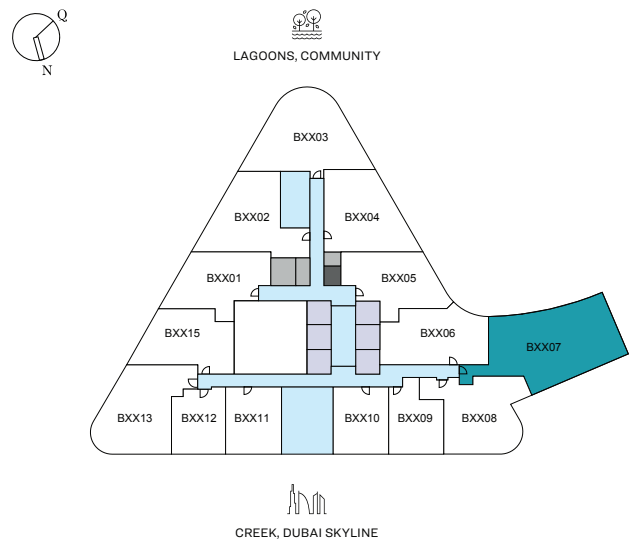 Q
N
LAGOONS, COMMUNITY
BXX03
BXX02
BXX04
BXX01
BXX05
BXX15
BXX06
BXX07
BXX13
BXX12
BXX11
BXX10
BXX09
BXX08
CREEK, DUBAI SKYLINE